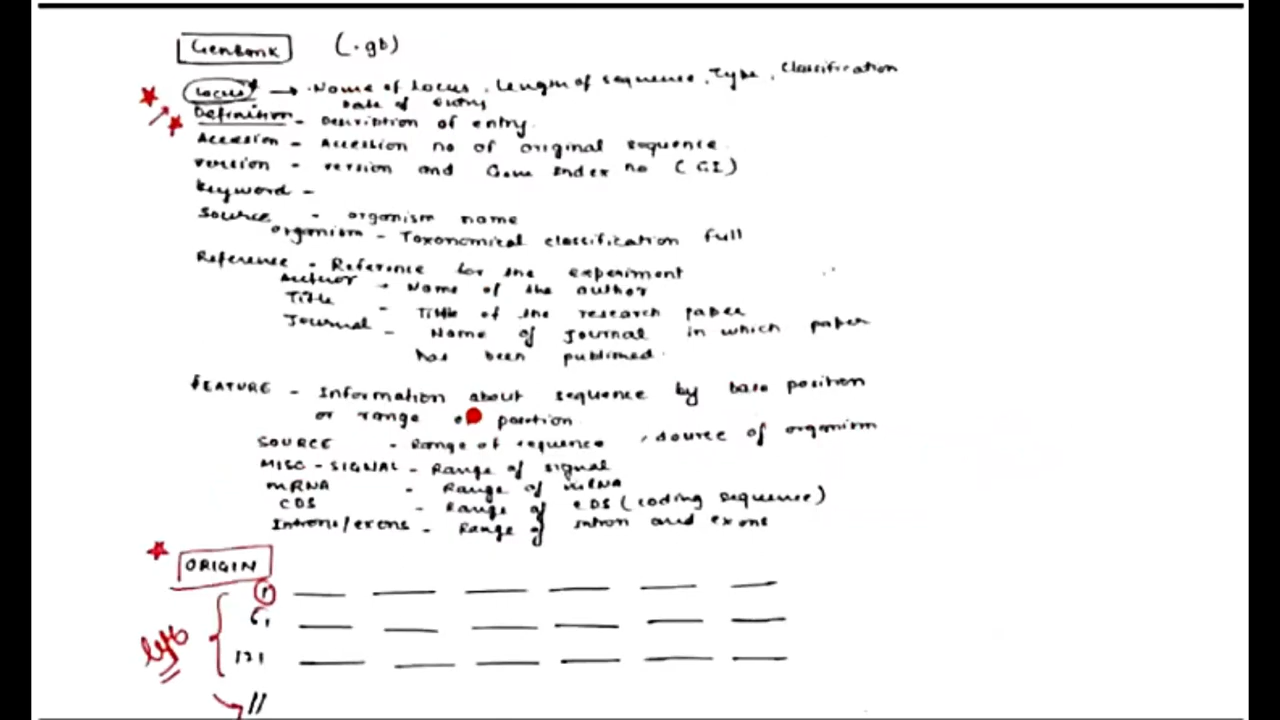 GenBank (.gb)
Locus → Name of locus, Length of sequence, Type, Classification
Date of entry
Definition - Description of entry.
Accession - Accession no of original sequence.
Version - version and Gene Index no (GI)
Keyword -
Source - organism name
organism - Toxonomical classification full
Reference - Reference for the experiment
Author - Name of the author
Title - Tittle of the research paper
Journal - Name of Journal in which paper
has been published.
FEATURE - Information about sequence by base position
or range of position
SOURCE - Range of sequence, source of organism
MISC-SIGNAL - Range of signal
mRNA - Range of mRNA
CDS - Range of CDS (coding sequence)
Introns/exons - Range of intron and exons
ORIGIN
1
61
121
left
//